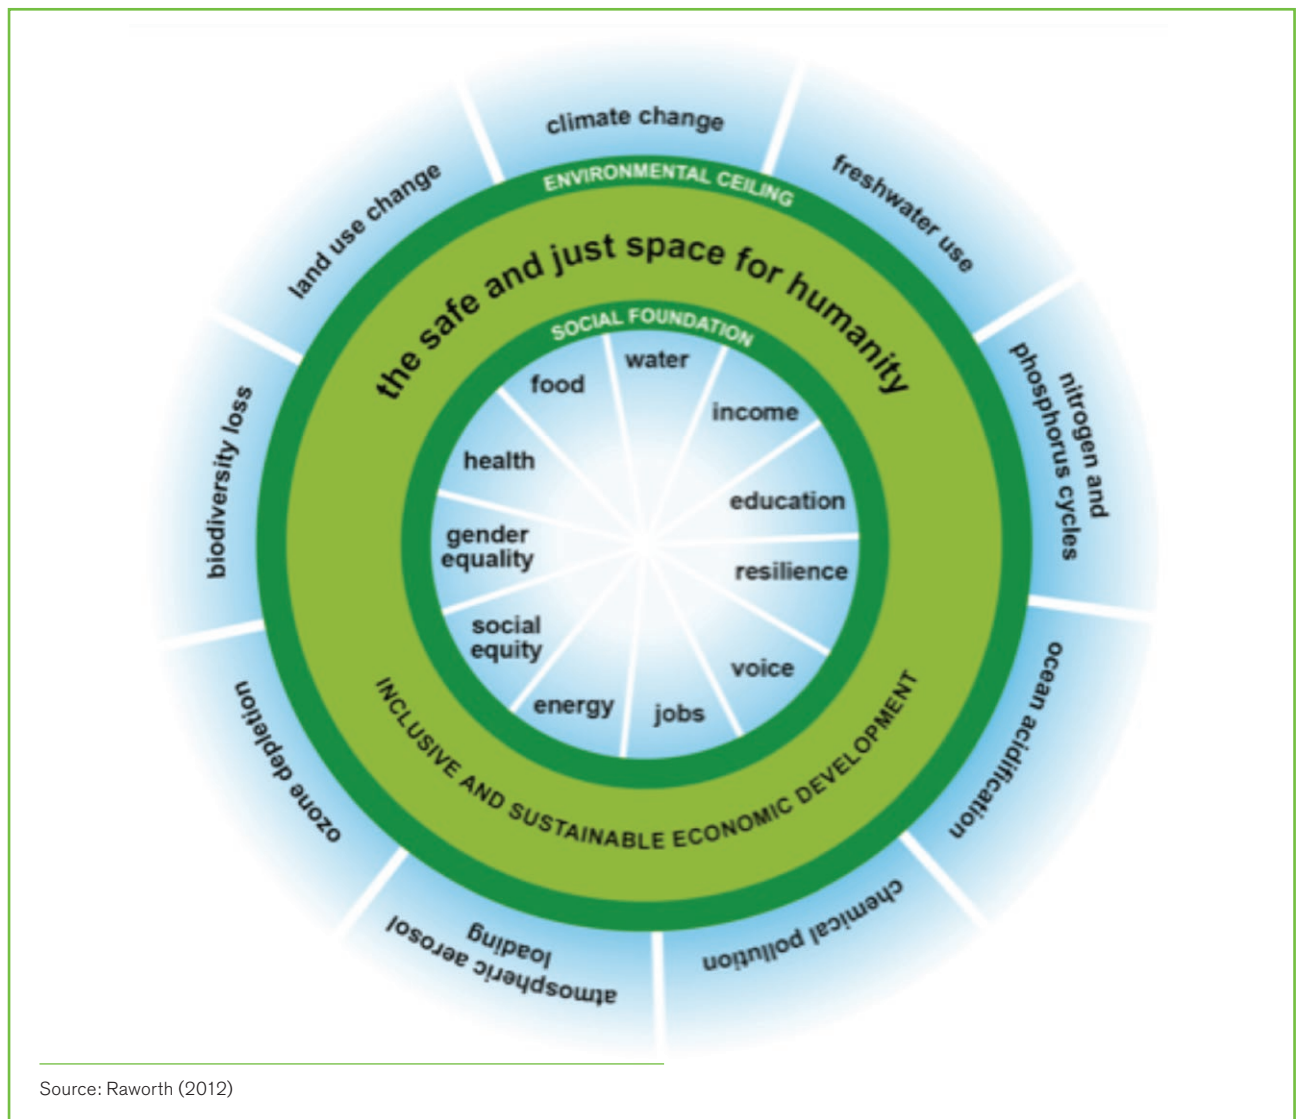 climate change
freshwater use
nitrogen and
phosphorus cycles
ocean acidification
chemical pollution
atmospheric aerosol
loading
ozone depletion
biodiversity loss
land use change
ENVIRONMENTAL CEILING
the safe and just space for humanity
SOCIAL FOUNDATION
water
income
education
resilience
voice
jobs
energy
social
equity
gender
equality
health
food
INCLUSIVE AND SUSTAINABLE ECONOMIC DEVELOPMENT
Source: Raworth (2012)